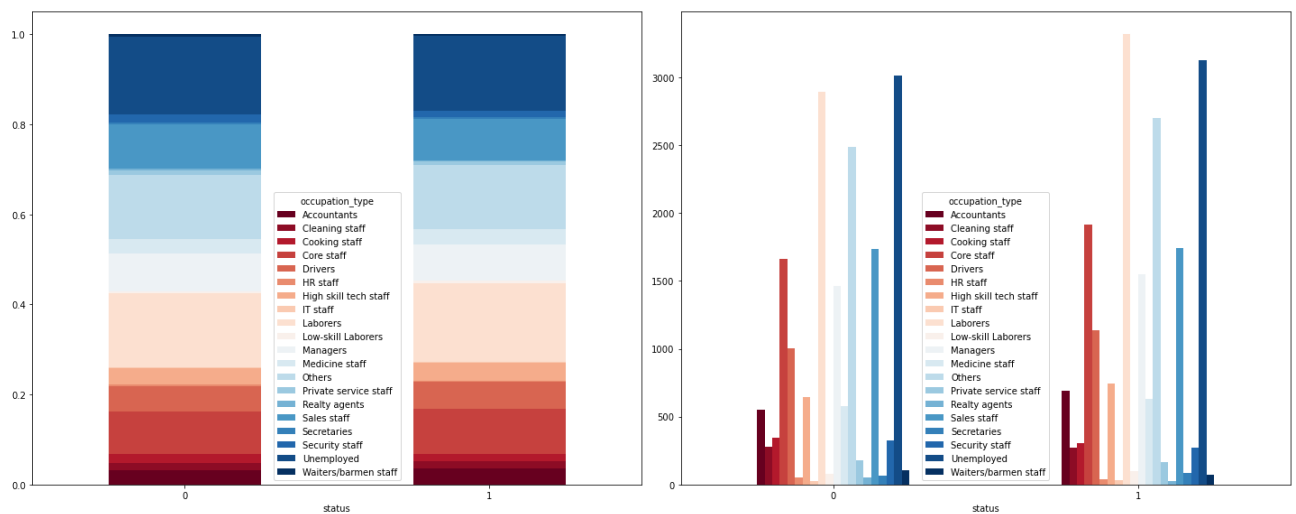 1.0
0.8
0.6
0.4
0.2
0.0
occupation_type
Accountants
Cleaning staff
Cooking staff
Core staff
Drivers
HR staff
High skill tech staff
IT staff
Laborers
Low-skill Laborers
Managers
Medicine staff
Others
Private service staff
Realty agents
Sales staff
Secretaries
Security staff
Unemployed
Waiters/barmen staff
0
1
status
3000
2500
2000
1500
1000
500
0
occupation_type
Accountants
Cleaning staff
Cooking staff
Core staff
Drivers
HR staff
High skill tech staff
IT staff
Laborers
Low-skill Laborers
Managers
Medicine staff
Others
Private service staff
Realty agents
Sales staff
Secretaries
Security staff
Unemployed
Waiters/barmen staff
0
1
status